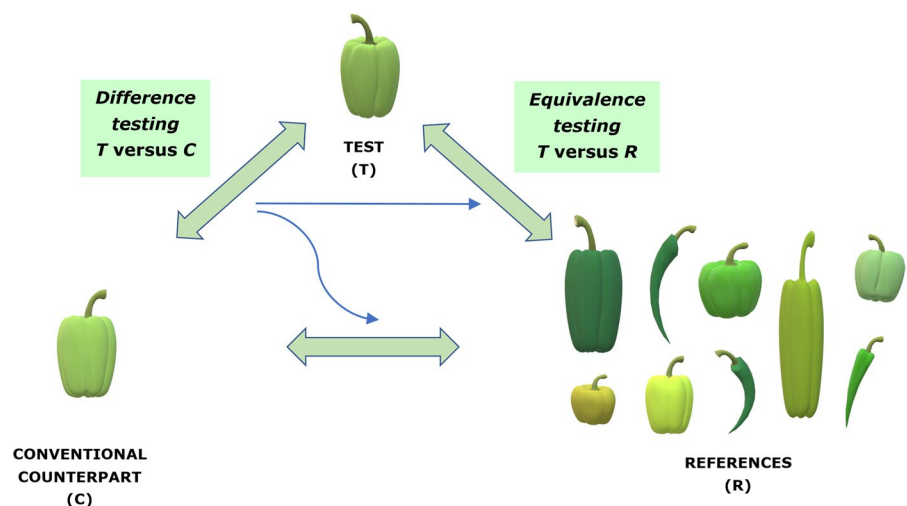 Difference
testing
T versus C
TEST
(T)
Equivalence
testing
T versus R
CONVENTIONAL
COUNTERPART
(C)
REFERENCES
(R)